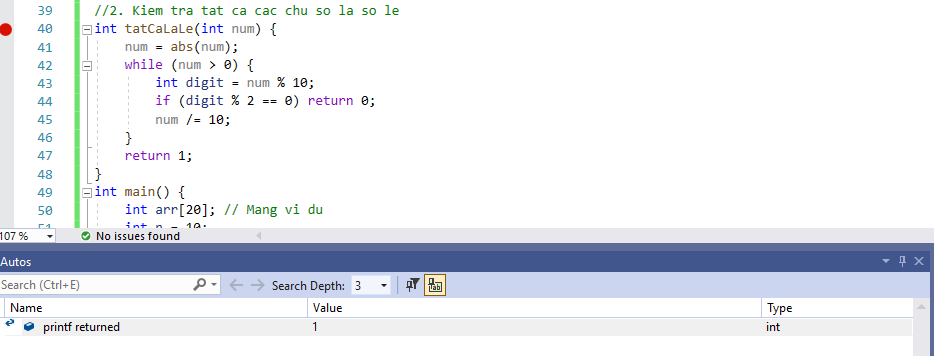 39 //2. Kiem tra tat ca cac chu so la so le
40 int tatCaLaLe(int num) {
41 num = abs(num);
42 while (num > 0) {
43 int digit = num % 10;
44 if (digit % 2 == 0) return 0;
45 num /= 10;
46 }
47 return 1;
48 }
49 int main() {
50 int arr[20]; // Mang vi du
51 int n = 10;
107 % No issues found
Autos
Search (Ctrl+E) Search Depth: 3
Name Value Type
printf returned 1 int